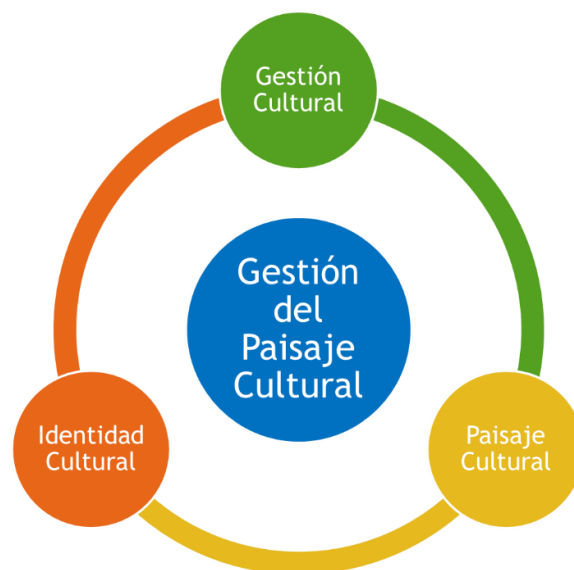 Gestión
Cultural
Gestión
del
Paisaje
Cultural
Identidad
Cultural
Paisaje
Cultural